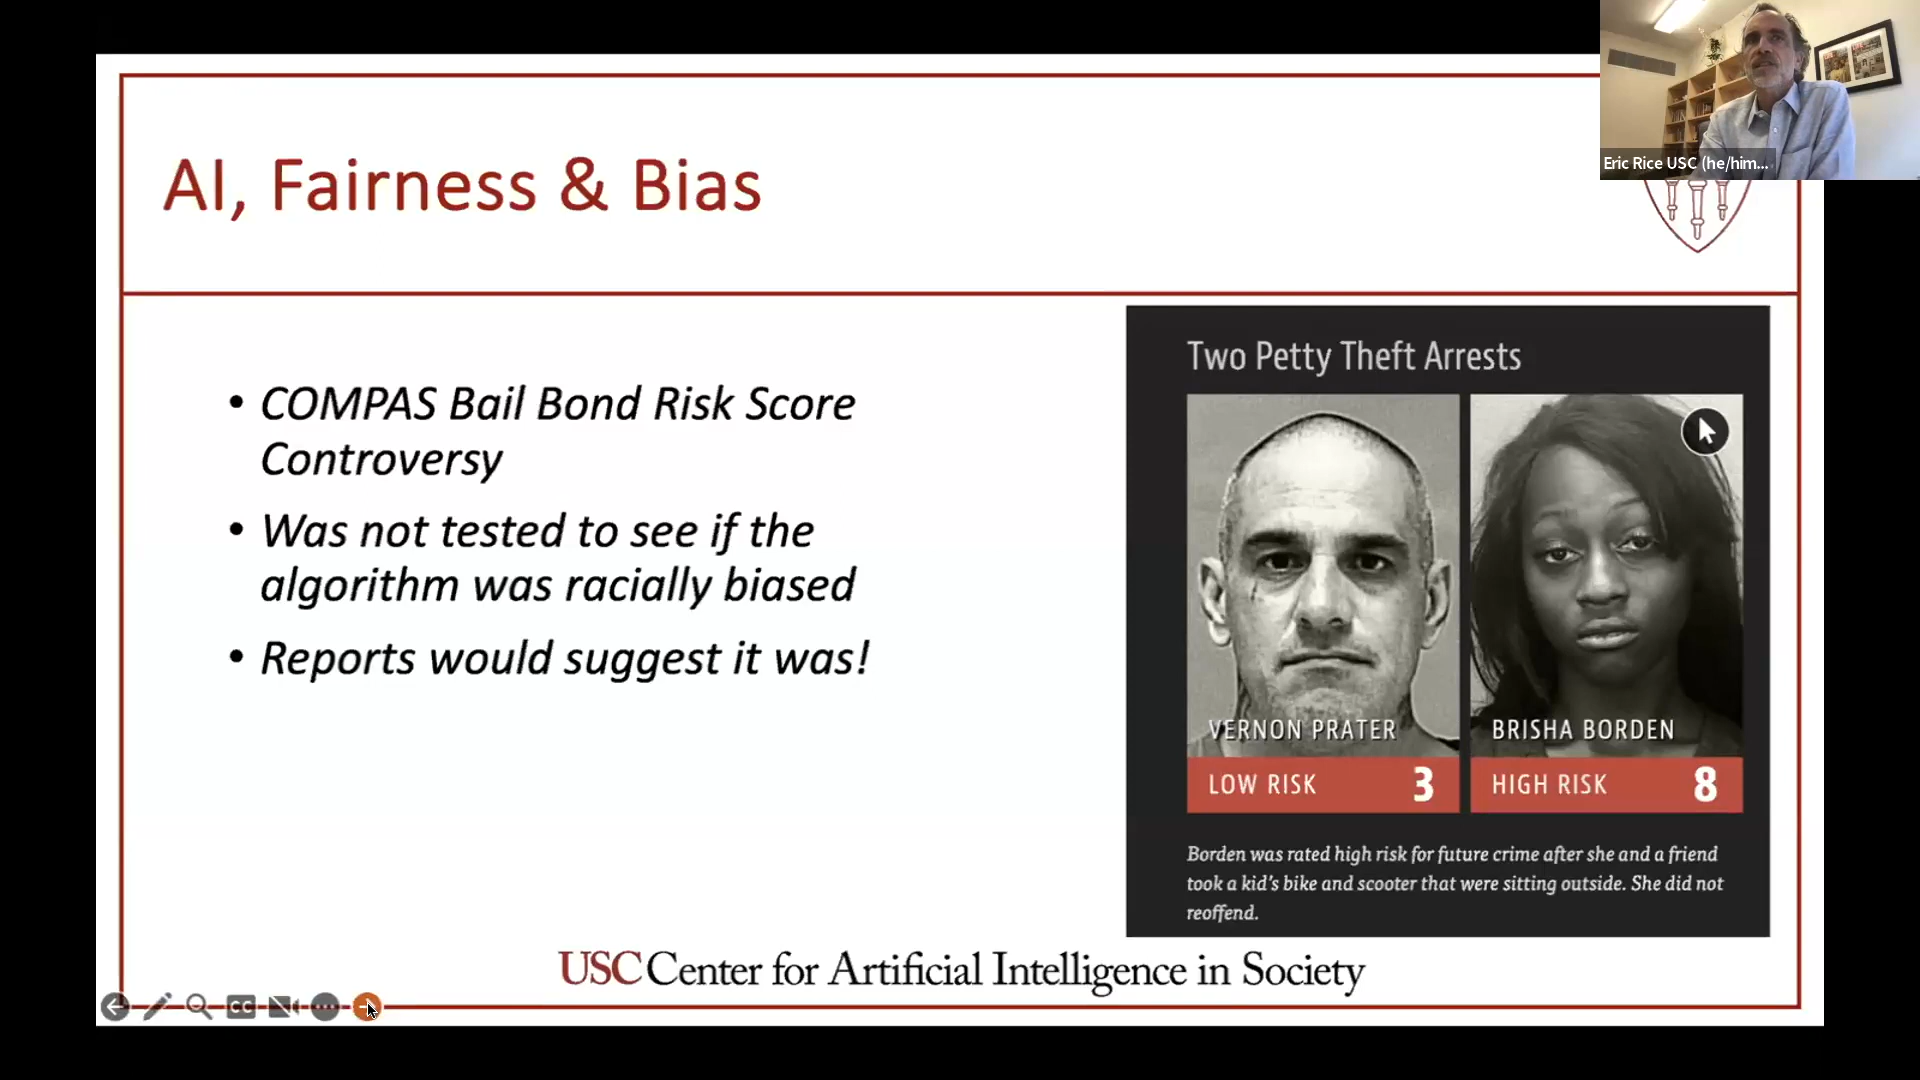 Eric Rice USC (he/him...
AI, Fairness & Bias
• COMPAS Bail Bond Risk Score
Controversy
• Was not tested to see if the
algorithm was racially biased
• Reports would suggest it was!
Two Petty Theft Arrests
VERNON PRATER
LOW RISK 3
BRISHA BORDEN
HIGH RISK 8
Borden was rated high risk for future crime after she and a friend
took a kid's bike and scooter that were sitting outside. She did not
reoffend.
USC Center for Artificial Intelligence in Society
CC